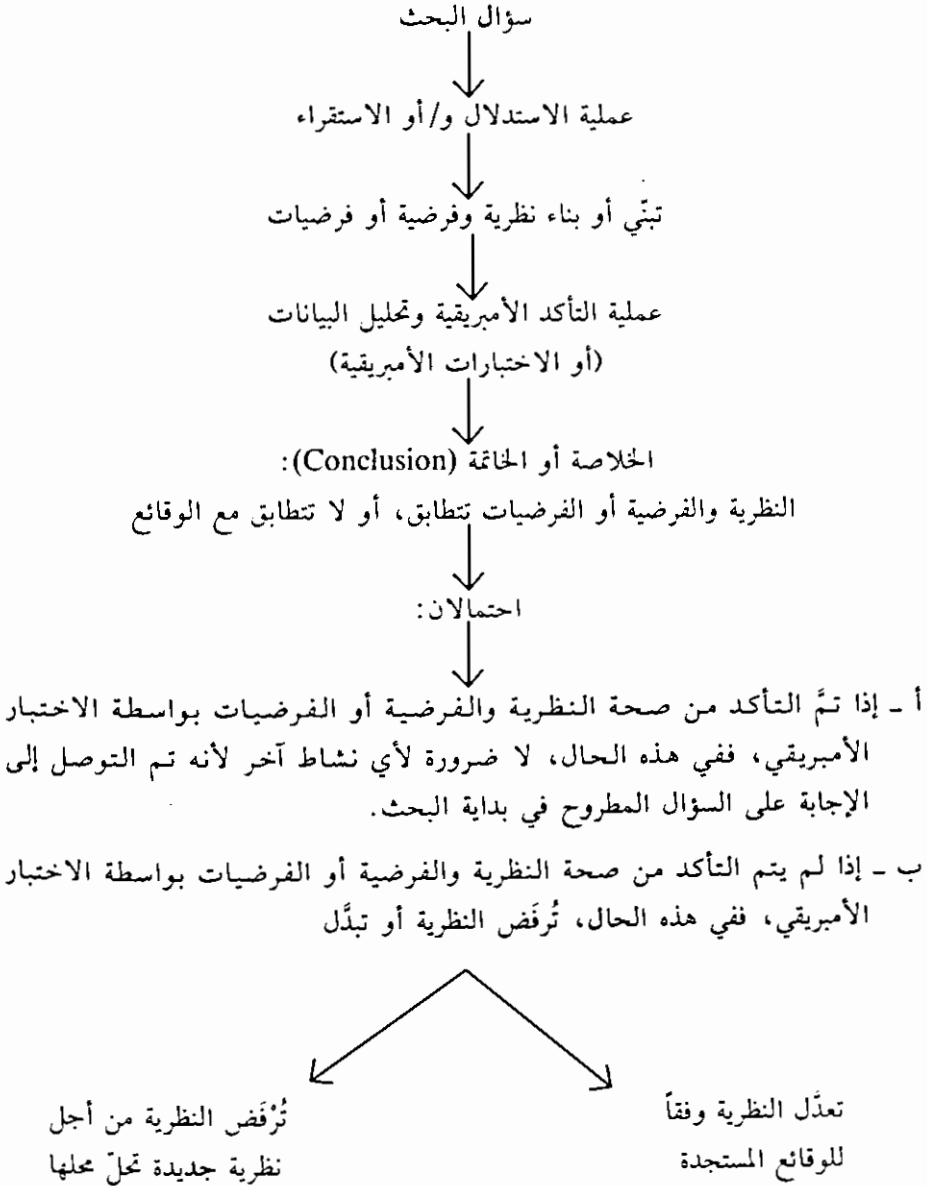 سؤال البحث
عملية الاستدلال و/أو الاستقراء
تبنّي أو بناء نظرية وفرضية أو فرضيات
عملية التأكد الأمبريقية وتحليل البيانات
(أو الاختبارات الأمبريقية)
الخلاصة أو الخاتمة (Conclusion):
النظرية والفرضية أو الفرضيات تتطابق، أو لا تتطابق مع الوقائع
احتمالان:
أ ـ إذا تمَّ التأكد من صحة النظرية والفرضية أو الفرضيات بواسطة الاختبار
الأمبريقي، ففي هذه الحال، لا ضرورة لأي نشاط آخر لأنه تم التوصل إلى
الإجابة على السؤال المطروح في بداية البحث.
ب ـ إذا لم يتم التأكد من صحة النظرية والفرضية أو الفرضيات بواسطة الاختبار
الأمبريقي، ففي هذه الحال، تُرفَض النظرية أو تبدَّل
تعدَّل النظرية وفقاً
للوقائع المستجدة
تُرْفَض النظرية من أجل
نظرية جديدة تحلّ محلها